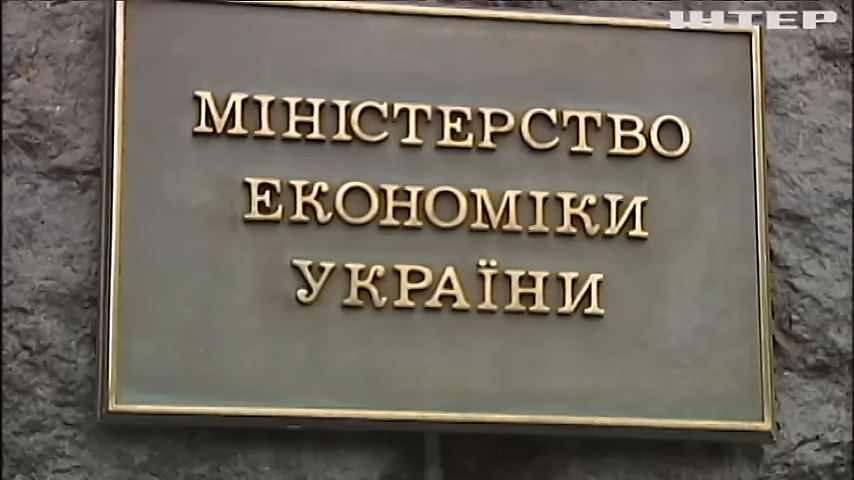 ІНТЕР
МІНІСТЕРСТВО
ЕКОНОМІКИ
УКРАЇНИ